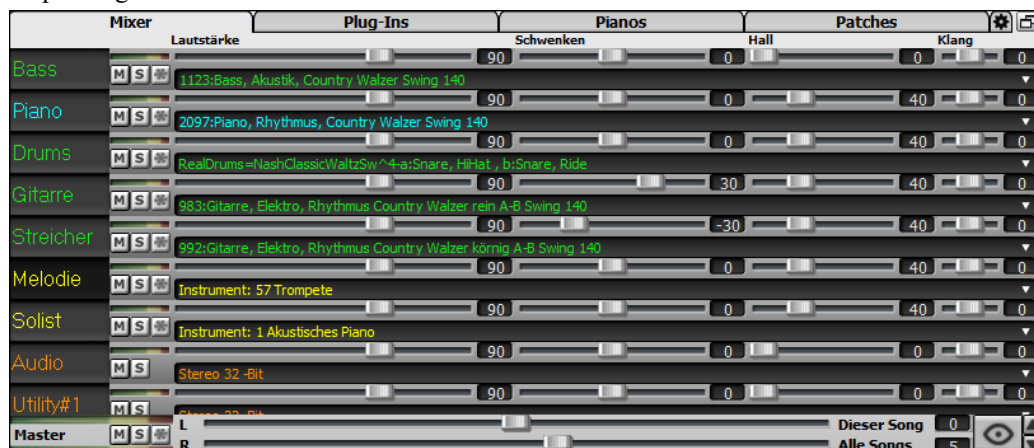 Mixer Plug-Ins Pianos Patches
Lautstärke Schwenken Hall Klang
Bass M S 90 0 0 0
1123:Bass, Akustik, Country Walzer Swing 140
Piano M S 90 0 40 0
2097:Piano, Rhythmus, Country Walzer Swing 140
Drums M S 90 0 40 0
RealDrums=NashClassicWaltzSw^4-a:Snare, HiHat , b:Snare, Ride
Gitarre M S 90 30 40 0
983:Gitarre, Elektro, Rhythmus Country Walzer rein A-B Swing 140
Streicher M S 90 -30 40 0
992:Gitarre, Elektro, Rhythmus Country Walzer körnig A-B Swing 140
Melodie M S 90 0 40 0
Instrument: 57 Trompete
Solist M S 90 0 40 0
Instrument: 1 Akustisches Piano
Audio M S 90 0 0 0
Stereo 32 -Bit
Utility#1 M S 90 0 0 0
Stereo 32 -Bit
Master M S L Dieser Song 0
R Alle Songs 5